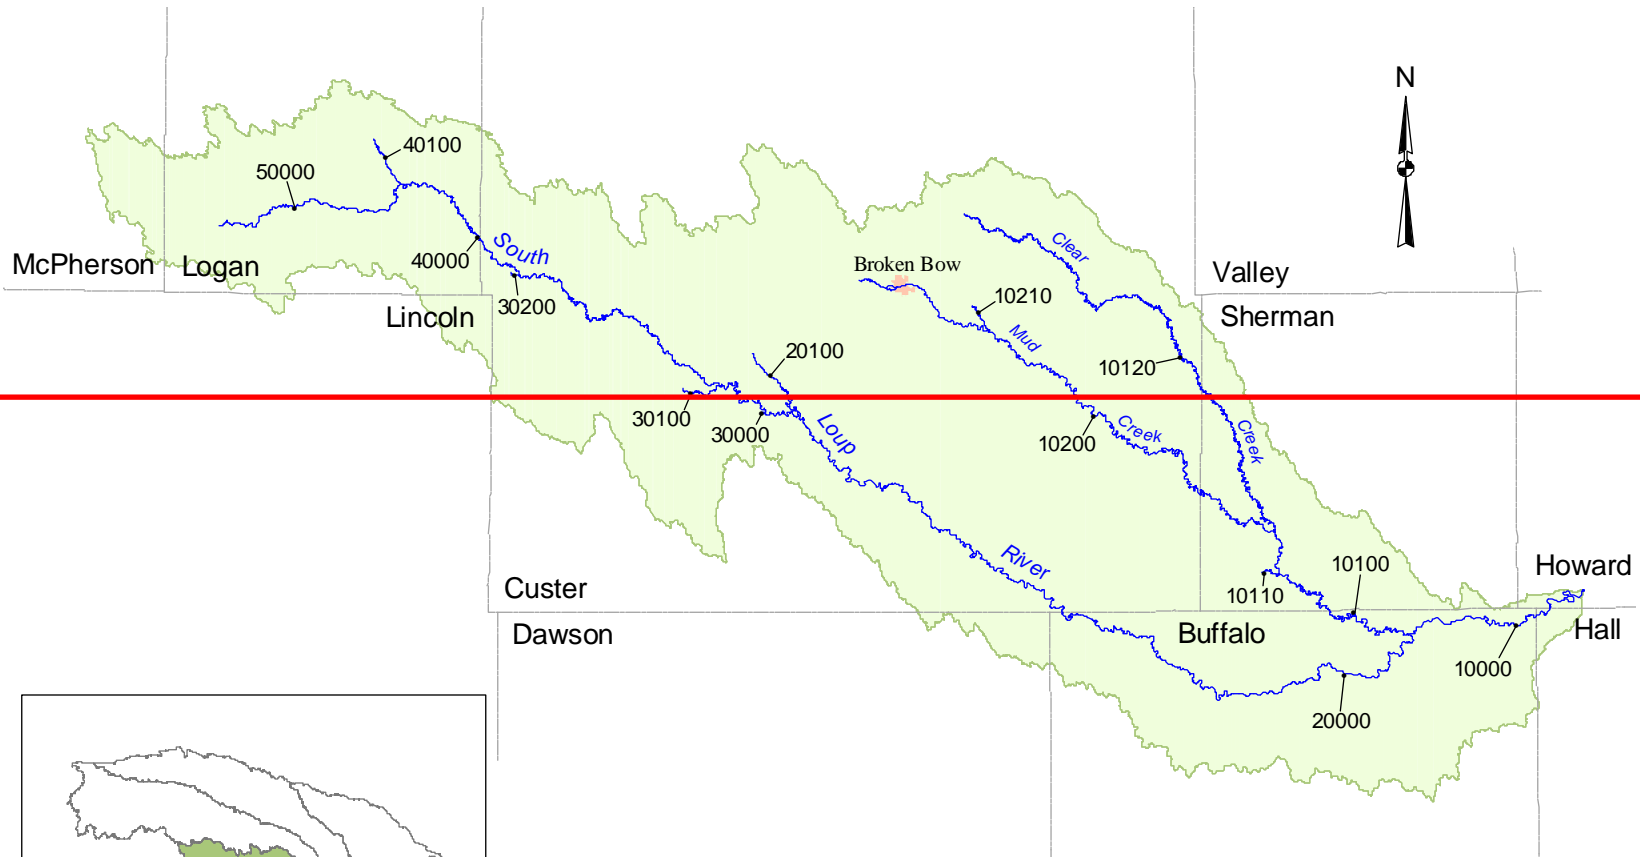 N
40100
50000
South
Clear
McPherson
Logan
40000
Broken Bow
Valley
30200
10210
Lincoln
Sherman
Mud
20100
10120
30100
30000
Loup
Creek
Creek
10200
River
10100
Howard
Custer
10110
Dawson
Buffalo
Hall
10000
20000